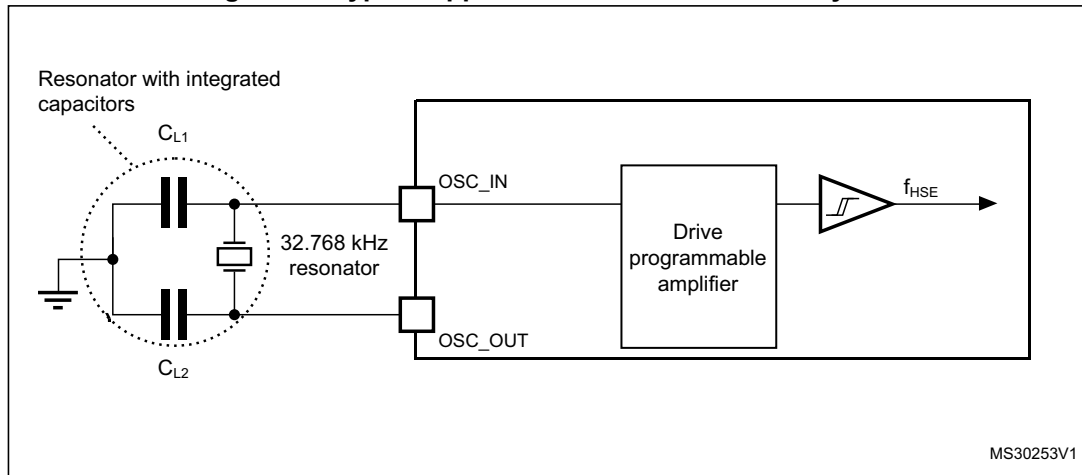 Resonator with integrated
capacitors
CL1
OSC_IN
fHSE
32.768 kHz
resonator
Drive
programmable
amplifier
OSC_OUT
CL2
MS30253V1